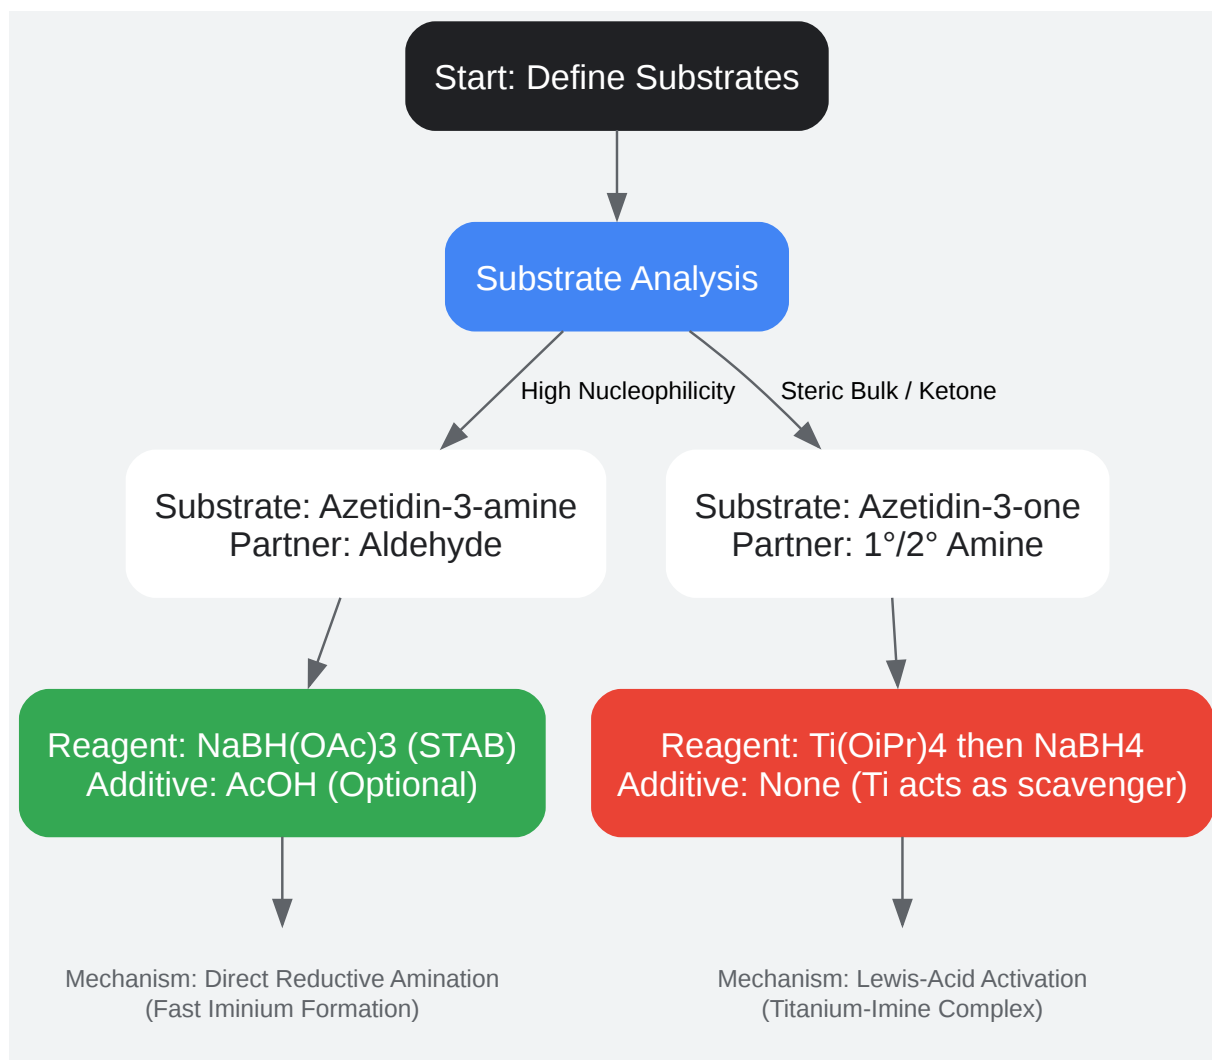 Start: Define Substrates
Substrate Analysis
High Nucleophilicity
Steric Bulk / Ketone
Substrate: Azetidin-3-amine
Partner: Aldehyde
Substrate: Azetidin-3-one
Partner: 1°/2° Amine
Reagent: NaBH(OAc)3 (STAB)
Additive: AcOH (Optional)
Reagent: Ti(OiPr)4 then NaBH4
Additive: None (Ti acts as scavenger)
Mechanism: Direct Reductive Amination
(Fast Iminium Formation)
Mechanism: Lewis-Acid Activation
(Titanium-Imine Complex)